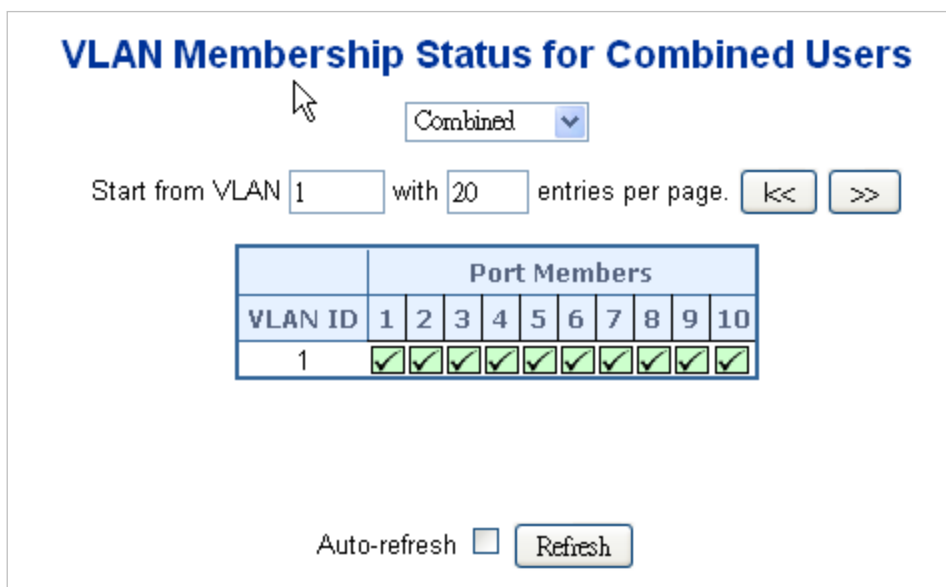 VLAN Membership Status for Combined Users
Combined
Start from VLAN 1 with 20 entries per page. k<< >>
Port Members
VLAN ID 1 2 3 4 5 6 7 8 9 10
1
Auto-refresh Refresh